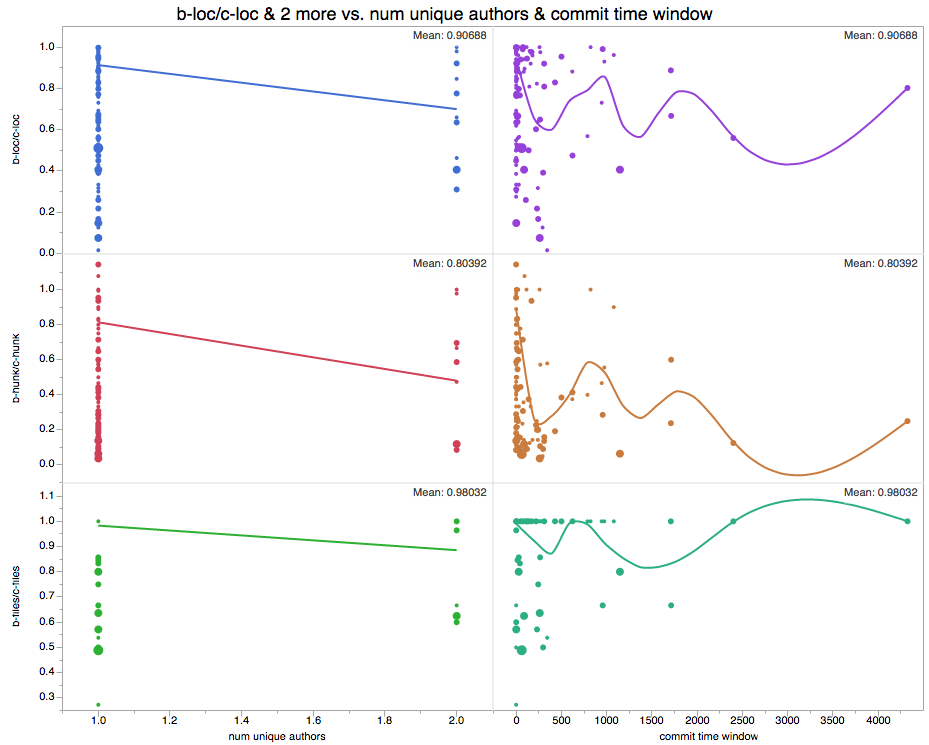 b-loc/c-loc & 2 more vs. num unique authors & commit time window
Mean: 0.90688
Mean: 0.90688
1.0
0.8
0.6
0.4
0.2
0.0
b-loc/c-loc
Mean: 0.80392
Mean: 0.80392
1.0
0.8
0.6
0.4
0.2
0.0
b-hunk/c-hunk
Mean: 0.98032
Mean: 0.98032
1.1
1.0
0.9
0.8
0.7
0.6
0.5
0.4
0.3
b-files/c-files
1.0 1.2 1.4 1.6 1.8 2.0
0 500 1000 1500 2000 2500 3000 3500 4000
num unique authors
commit time window